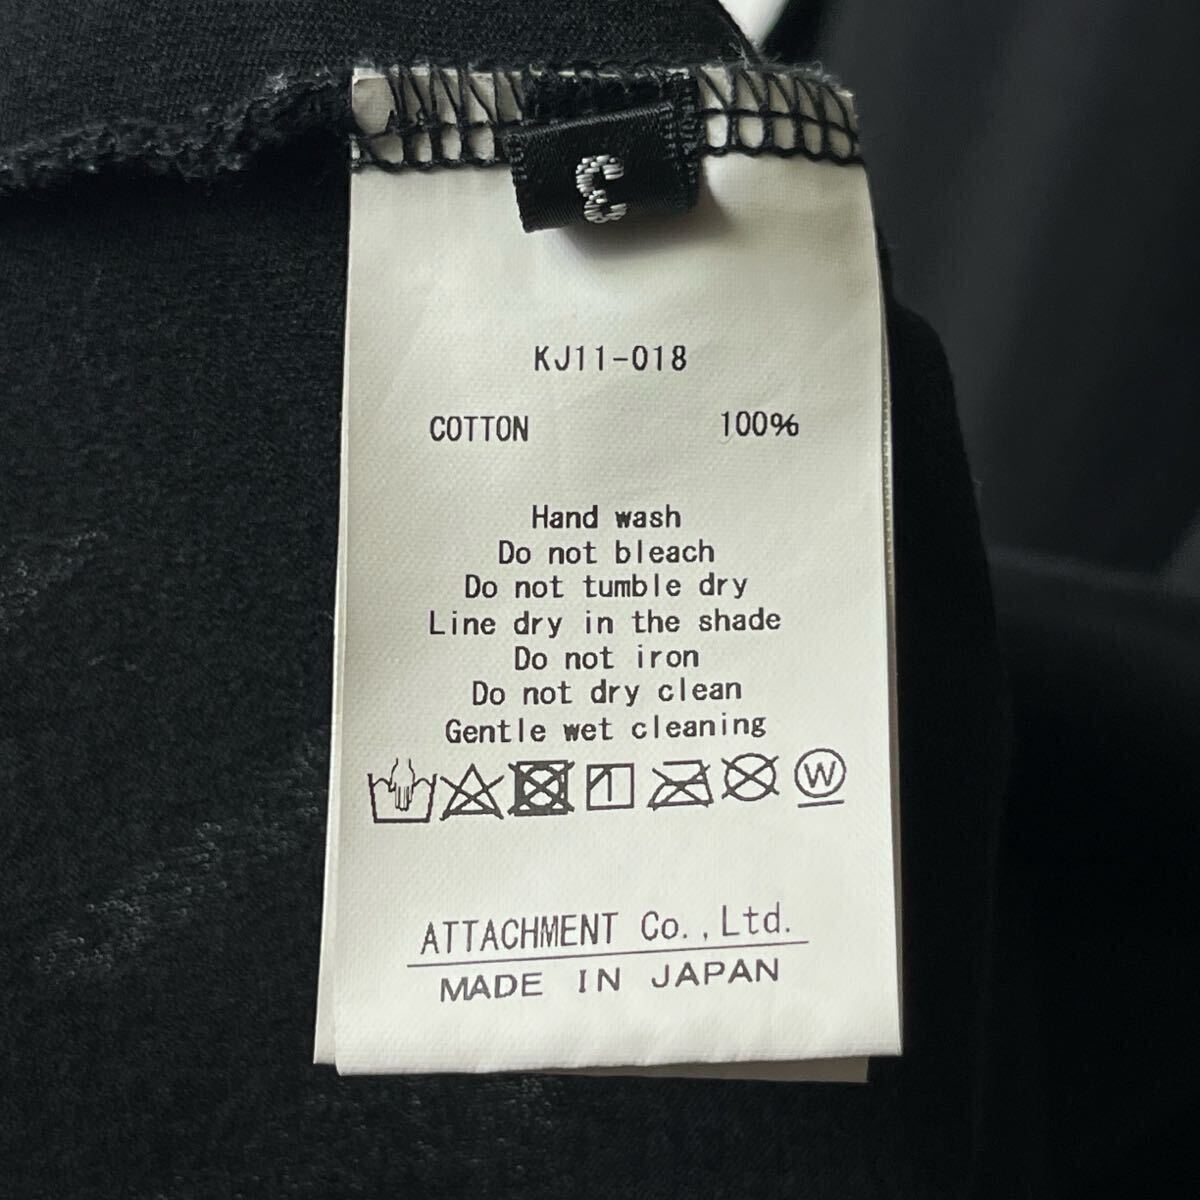 3
KJ11-018
COTTON 100%
Hand wash
Do not bleach
Do not tumble dry
Line dry in the shade
Do not iron
Do not dry clean
Gentle wet cleaning
W
ATTACHMENT Co.,Ltd.
MADE IN JAPAN